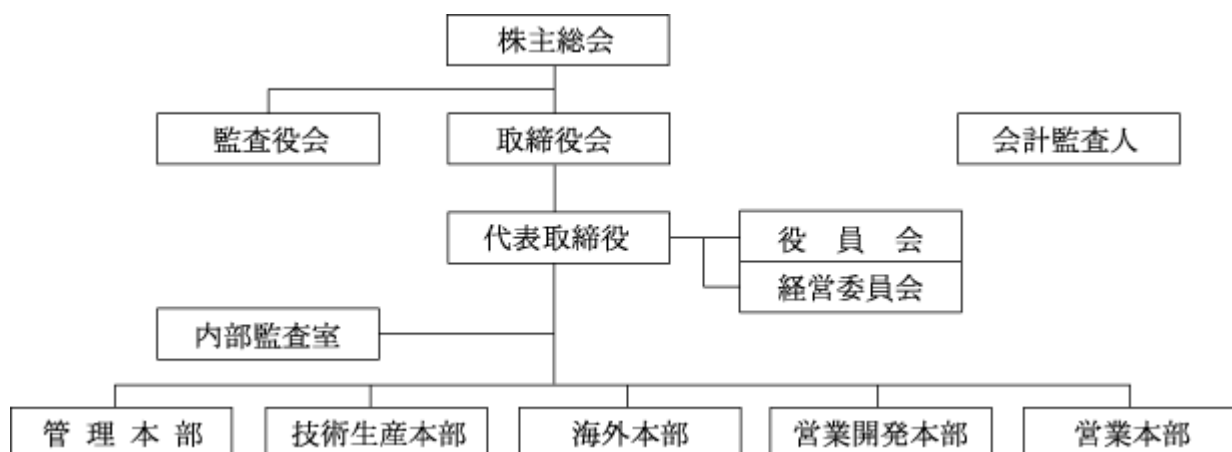 株主総会
監査役会
取締役会
会計監査人
代表取締役
役員会
経営委員会
内部監査室
管理本部
技術生産本部
海外本部
営業開発本部
営業本部